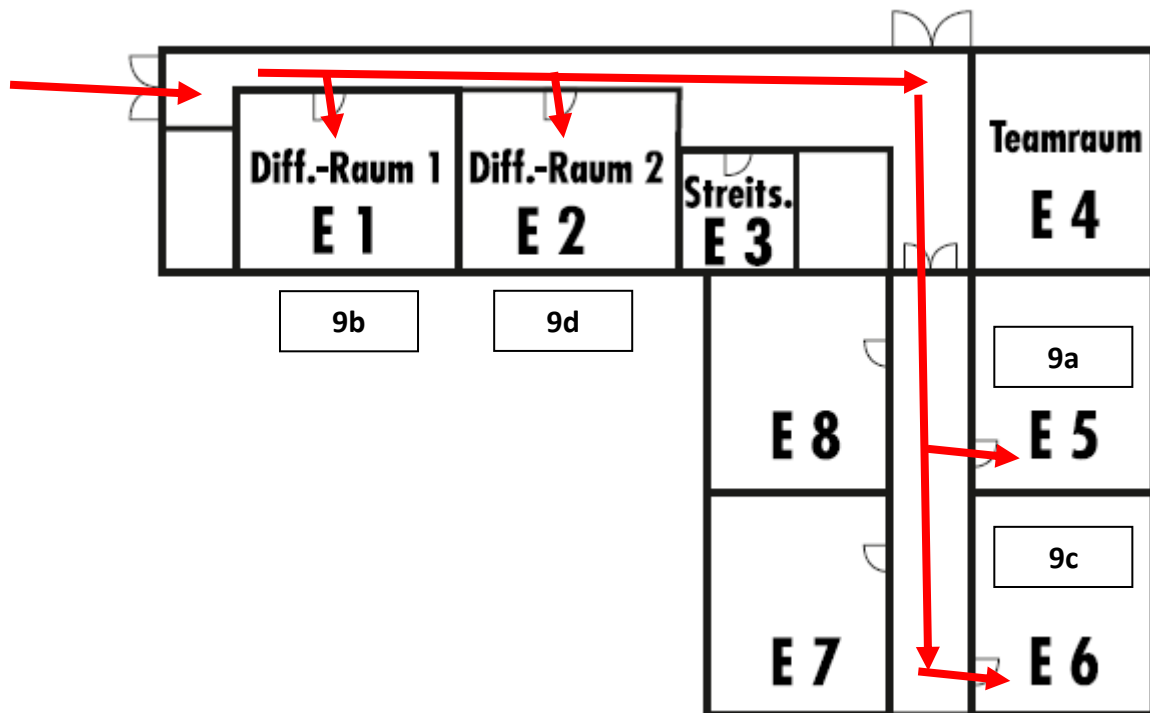 Diff.-Raum 1
E 1
Diff.-Raum 2
E 2
Streits.
E 3
Teamraum
E 4
9b
9d
9a
E 5
E 8
9c
E 6
E 7